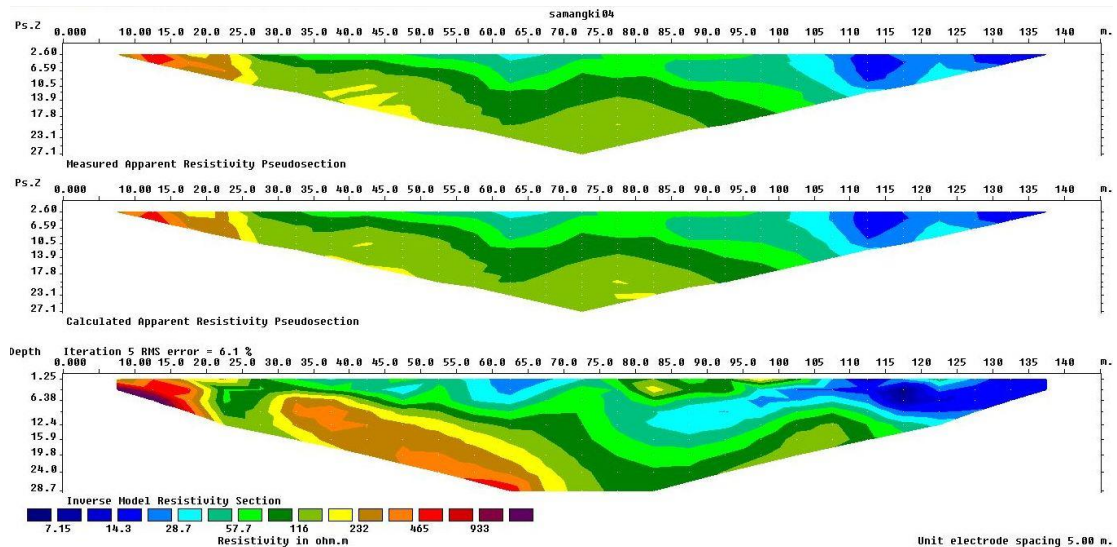 samangki04
Ps.Z 0.000 10.00 15.0 20.0 25.0 30.0 35.0 40.0 45.0 50.0 55.0 60.0 65.0 70.0 75.0 80.0 85.0 90.0 95.0 100.0 105 110 115 120 125 130 135 140 m.
2.60
6.59
10.5
13.9
17.8
23.1
27.1
Measured Apparent Resistivity Pseudosection
Ps.Z 0.000 10.00 15.0 20.0 25.0 30.0 35.0 40.0 45.0 50.0 55.0 60.0 65.0 70.0 75.0 80.0 85.0 90.0 95.0 100.0 105 110 115 120 125 130 135 140 m.
2.60
6.59
10.5
13.9
17.8
23.1
27.1
Calculated Apparent Resistivity Pseudosection
Depth Iteration 5 RMS error = 6.1 %
0.000 10.00 15.0 20.0 25.0 30.0 35.0 40.0 45.0 50.0 55.0 60.0 65.0 70.0 75.0 80.0 85.0 90.0 95.0 100.0 105 110 115 120 125 130 135 140 m.
1.25
6.38
12.4
15.9
19.8
24.0
28.7
Inverse Model Resistivity Section
7.15 14.3 28.7 57.7 116 232 465 933
Resistivity in ohm.m Unit electrode spacing 5.00 m.